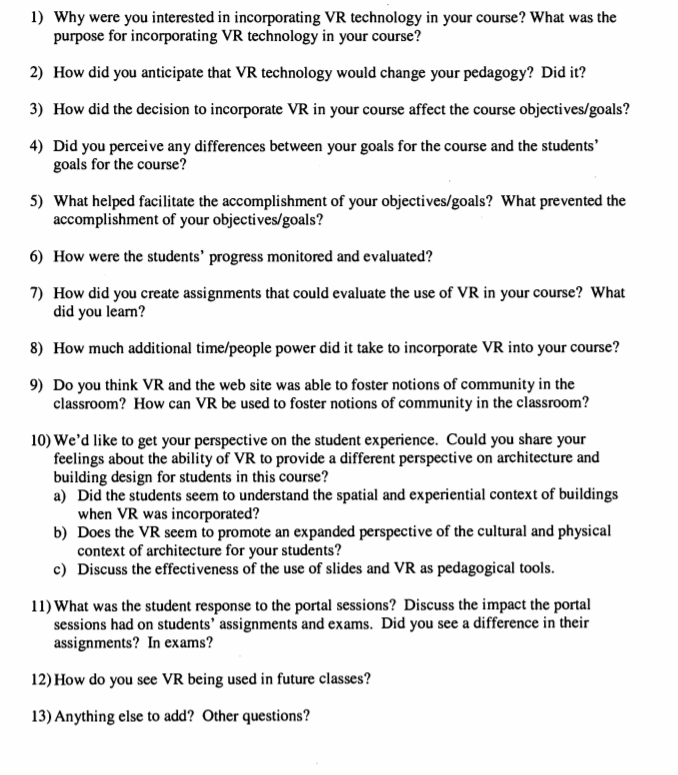 1) Why were you interested in incorporating VR technology in your course? What was the
purpose for incorporating VR technology in your course?
2) How did you anticipate that VR technology would change your pedagogy? Did it?
3) How did the decision to incorporate VR in your course affect the course objectives/goals?
4) Did you perceive any differences between your goals for the course and the students'
goals for the course?
5) What helped facilitate the accomplishment of your objectives/goals? What prevented the
accomplishment of your objectives/goals?
6) How were the students' progress monitored and evaluated?
7) How did you create assignments that could evaluate the use of VR in your course? What
did you learn?
8) How much additional time/people power did it take to incorporate VR into your course?
9) Do you think VR and the web site was able to foster notions of community in the
classroom? How can VR be used to foster notions of community in the classroom?
10) We'd like to get your perspective on the student experience. Could you share your
feelings about the ability of VR to provide a different perspective on architecture and
building design for students in this course?
a) Did the students seem to understand the spatial and experiential context of buildings
when VR was incorporated?
b) Does the VR seem to promote an expanded perspective of the cultural and physical
context of architecture for your students?
c) Discuss the effectiveness of the use of slides and VR as pedagogical tools.
11) What was the student response to the portal sessions? Discuss the impact the portal
sessions had on students' assignments and exams. Did you see a difference in their
assignments? In exams?
12) How do you see VR being used in future classes?
13) Anything else to add? Other questions?